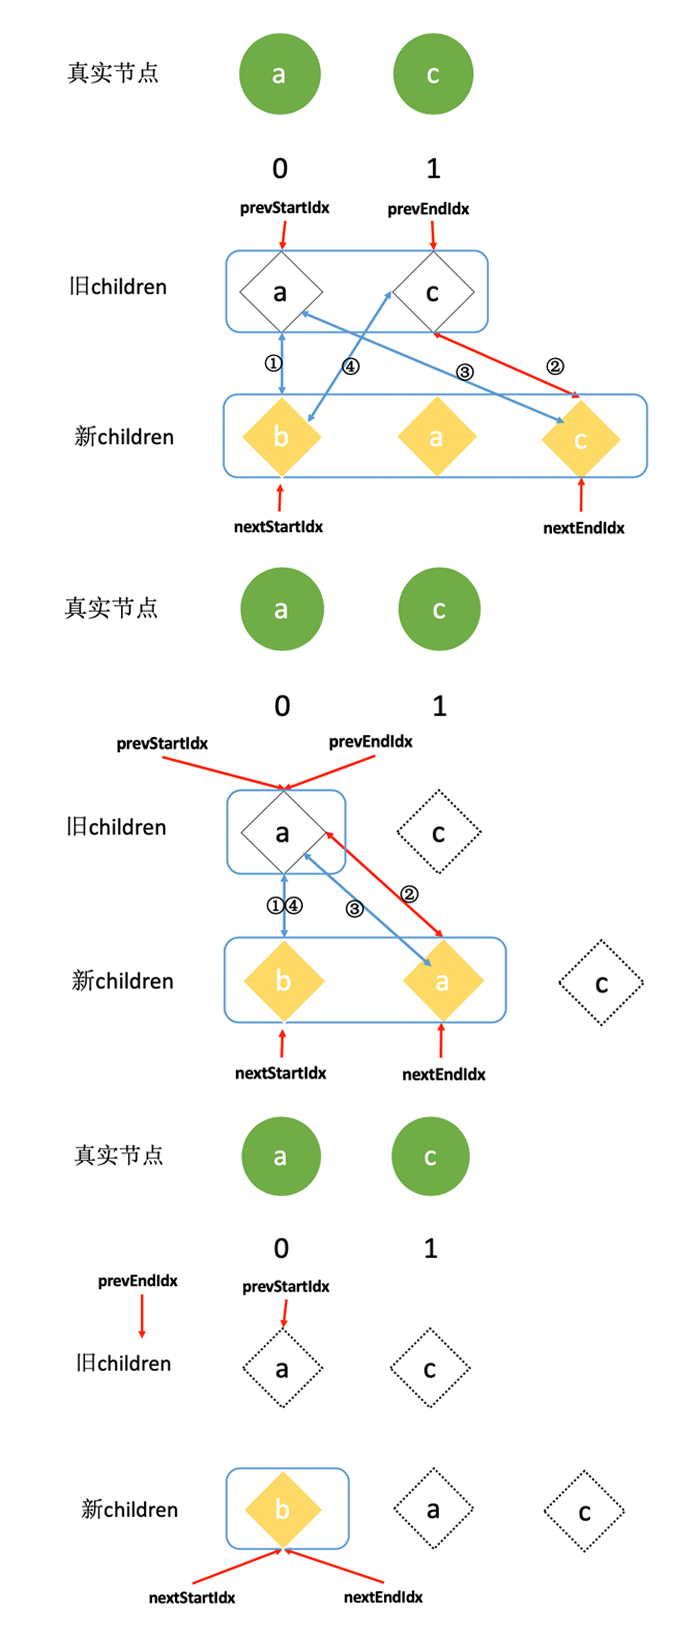 真实节点 a c
0 1
prevStartIdx prevEndIdx
旧children a c
① ④ ③ ②
新children b a c
nextStartIdx nextEndIdx
真实节点 a c
0 1
prevStartIdx prevEndIdx
旧children a c
①④ ③ ②
新children b a c
nextStartIdx nextEndIdx
真实节点 a c
0 1
prevEndIdx prevStartIdx
旧children a c
新children b a c
nextStartIdx nextEndIdx